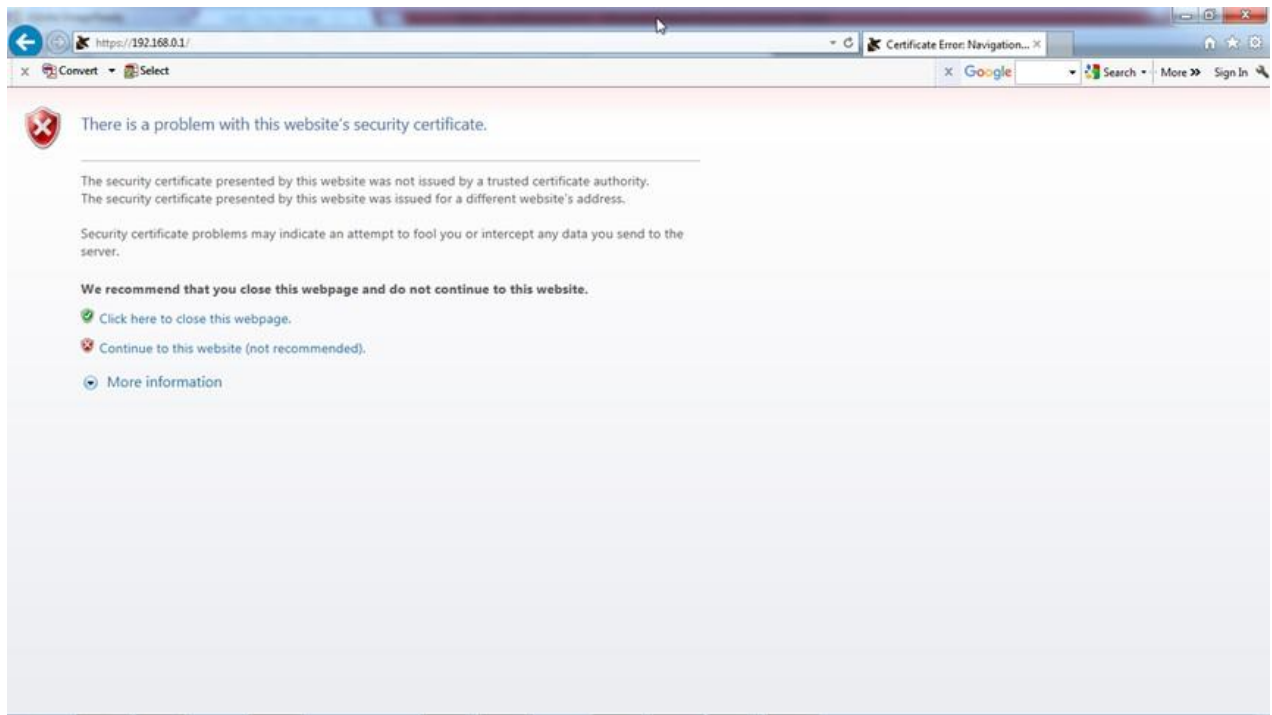 https://192.168.0.1/
Certificate Error: Navigation...
x Convert Select
x Google Search More » Sign In
There is a problem with this website's security certificate.
The security certificate presented by this website was not issued by a trusted certificate authority.
The security certificate presented by this website was issued for a different website's address.
Security certificate problems may indicate an attempt to fool you or intercept any data you send to the
server.
We recommend that you close this webpage and do not continue to this website.
Click here to close this webpage.
Continue to this website (not recommended).
More information